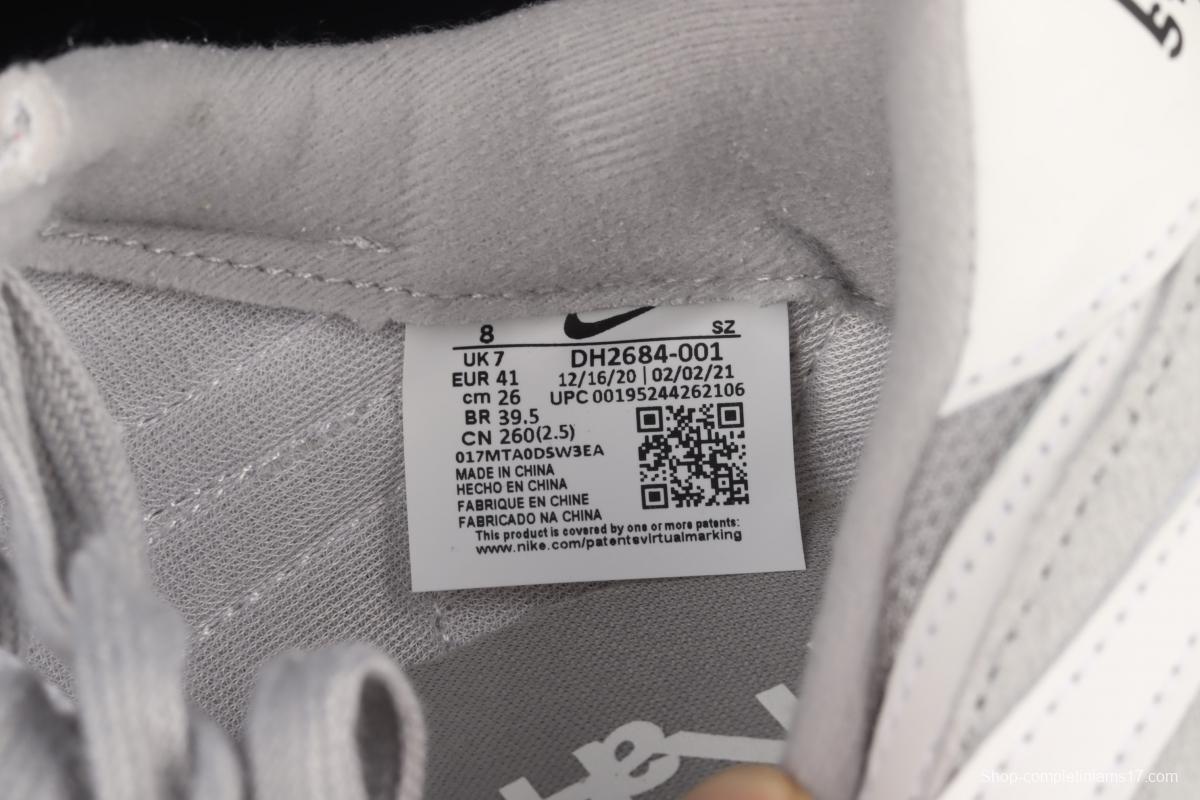 8 SZ
UK 7 DH2684-001
EUR 41 12/16/20 | 02/02/21
cm 26 UPC 00195244262106
BR 39.5
CN 260(2.5)
017MTA0DSW3EA
MADE IN CHINA
HECHO EN CHINA
FABRIQUE EN CHINE
FABRICADO NA CHINA
This product is covered by one or more patents:
www.nike.com/patentsvirtualmarking
Shop-completiniams17.com